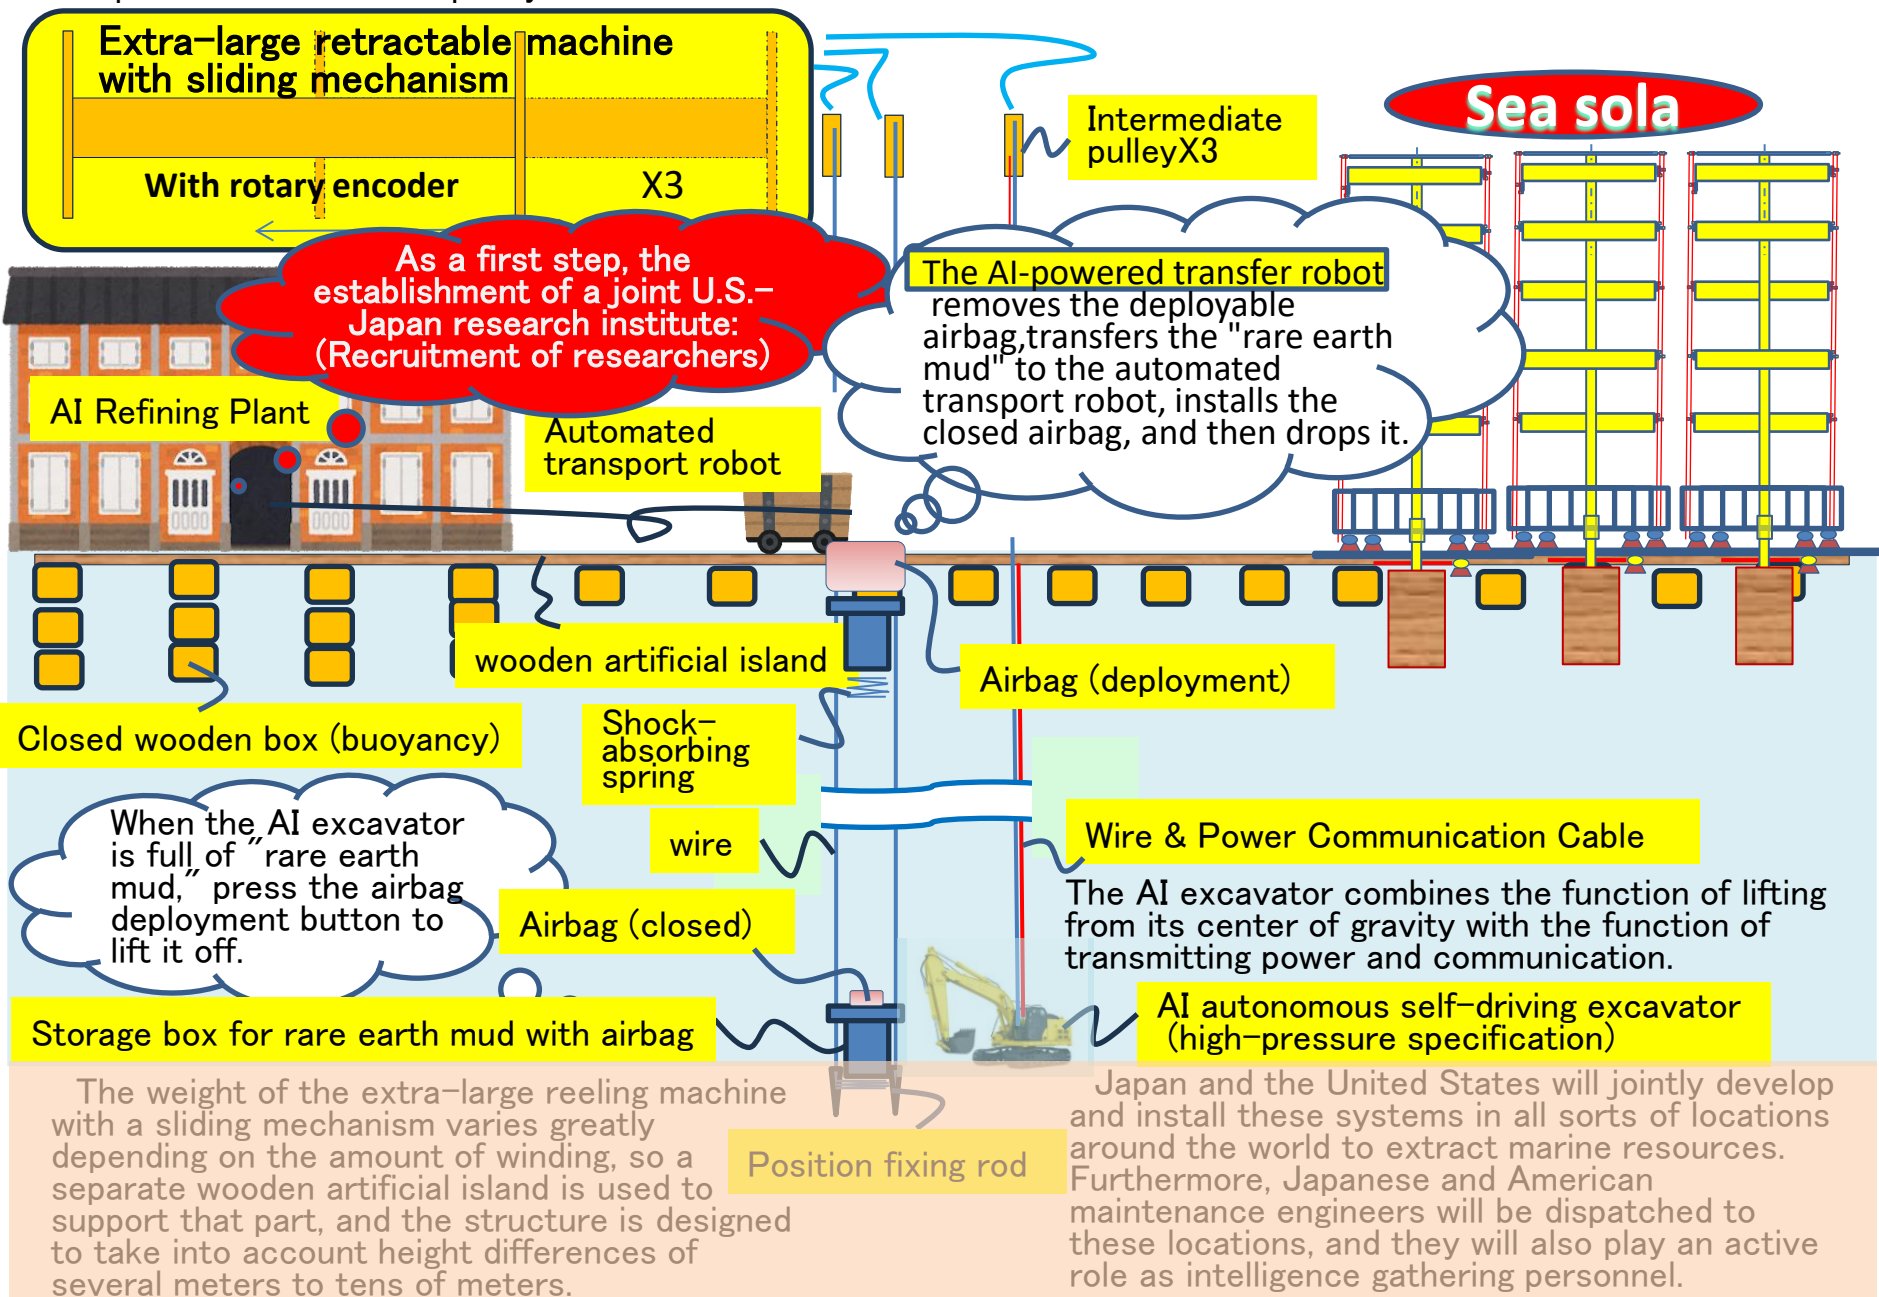 Extra-large retractable machine
with sliding mechanism
With rotary encoder
X3
Intermediate
pulleyX3
Sea sola
As a first step, the
establishment of a joint U.S.-
Japan research institute:
(Recruitment of researchers)
The AI-powered transfer robot
removes the deployable
airbag,transfers the "rare earth
mud" to the automated
transport robot, installs the
closed airbag, and then drops it.
AI Refining Plant
Automated
transport robot
wooden artificial island
Airbag (deployment)
Closed wooden box (buoyancy)
Shock-
absorbing
spring
When the AI excavator
is full of "rare earth
mud," press the airbag
deployment button to
lift it off.
wire
Wire & Power Communication Cable
The AI excavator combines the function of lifting
from its center of gravity with the function of
transmitting power and communication.
Airbag (closed)
Storage box for rare earth mud with airbag
AI autonomous self-driving excavator
(high-pressure specification)
The weight of the extra-large reeling machine
with a sliding mechanism varies greatly
depending on the amount of winding, so a
separate wooden artificial island is used to
support that part, and the structure is designed
to take into account height differences of
several meters to tens of meters.
Position fixing rod
Japan and the United States will jointly develop
and install these systems in all sorts of locations
around the world to extract marine resources.
Furthermore, Japanese and American
maintenance engineers will be dispatched to
these locations, and they will also play an active
role as intelligence gathering personnel.